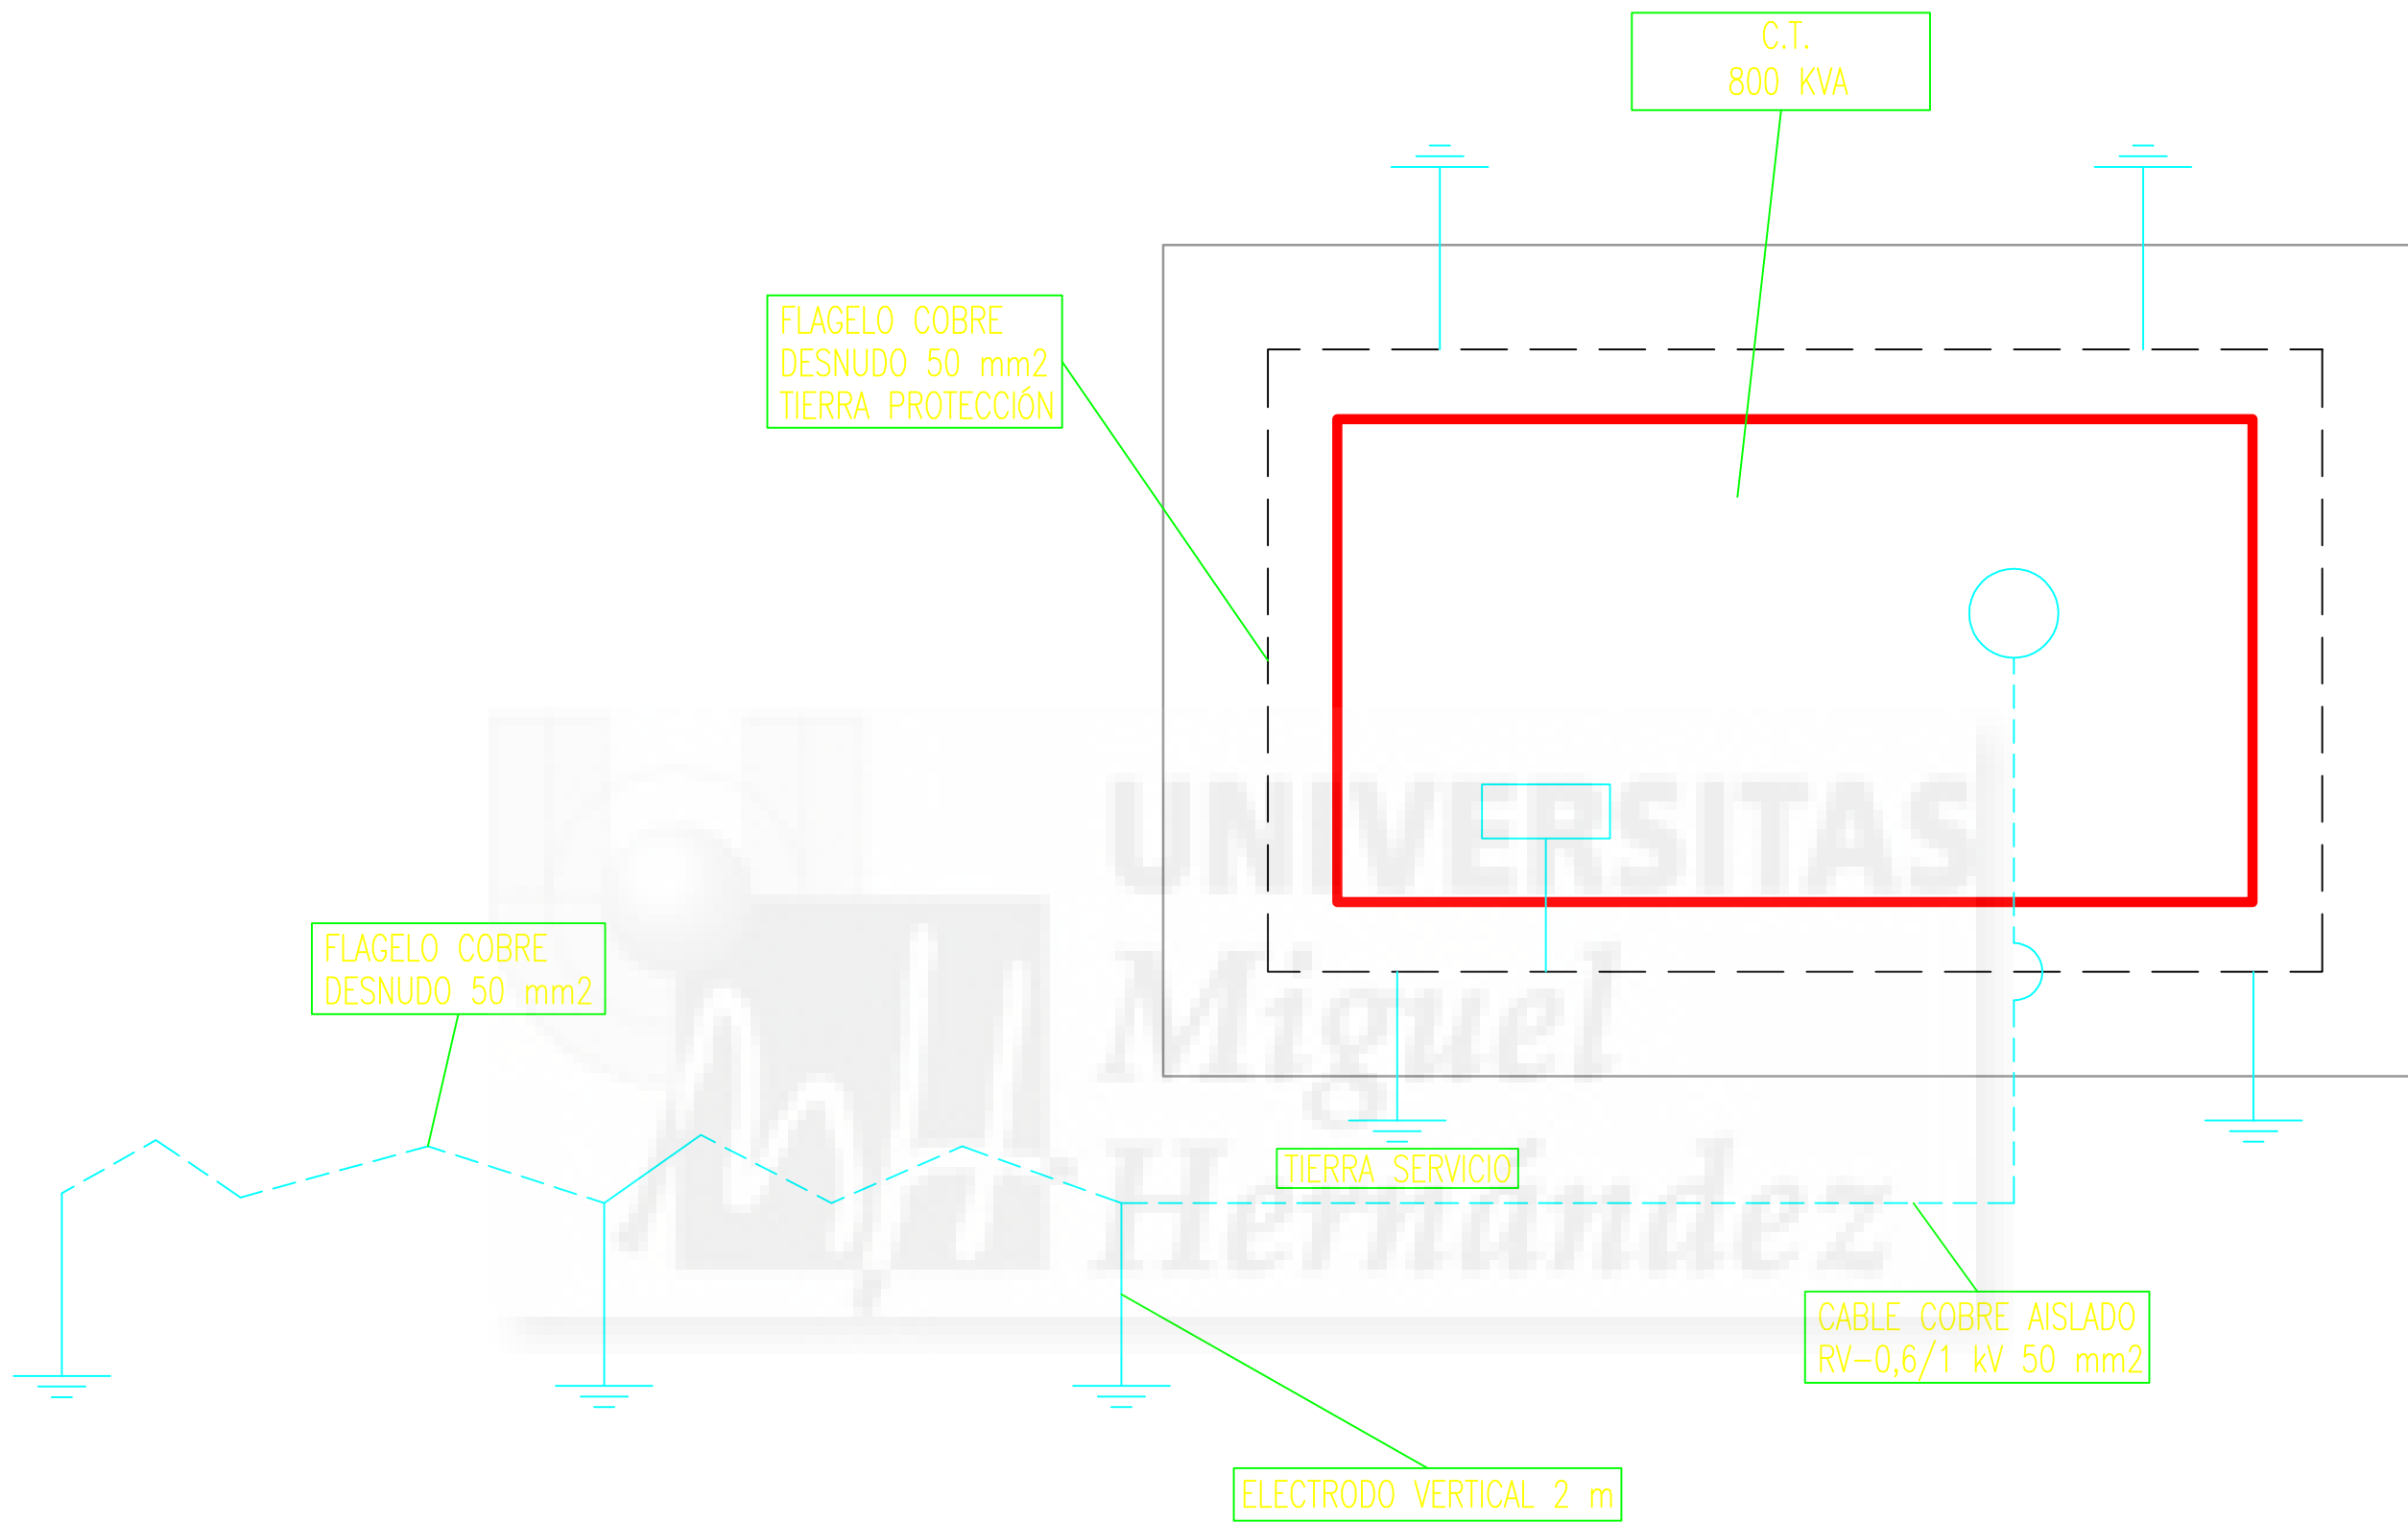 C.T.
800 KVA
FLAGELO COBRE
DESNUDO 50 mm2
TIERRA PROTECCIÓN
UNIVERSITAS
Miguel
Hernández
FLAGELO COBRE
DESNUDO 50 mm2
TIERRA SERVICIO
CABLE COBRE AISLADO
RV-0,6/1 kV 50 mm2
ELECTRODO VERTICAL 2 m